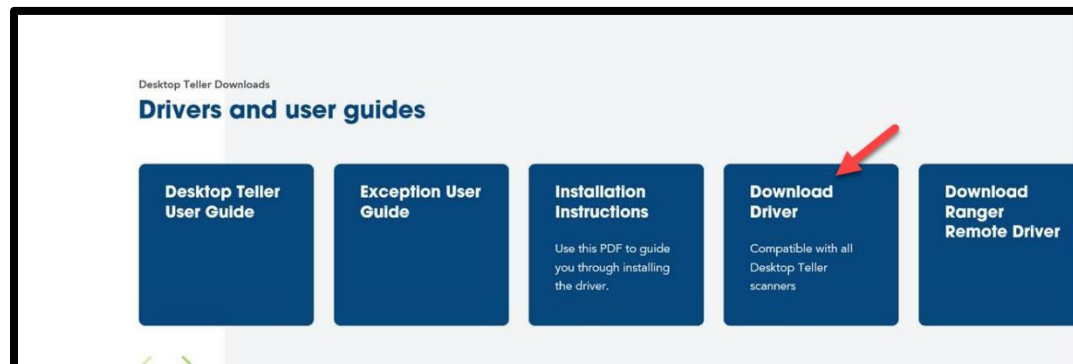 Desktop Teller Downloads
Drivers and user guides
Desktop Teller
User Guide
Exception User
Guide
Installation
Instructions
Use this PDF to guide
you through installing
the driver.
Download
Driver
Compatible with all
Desktop Teller
scanners
Download
Ranger
Remote Driver